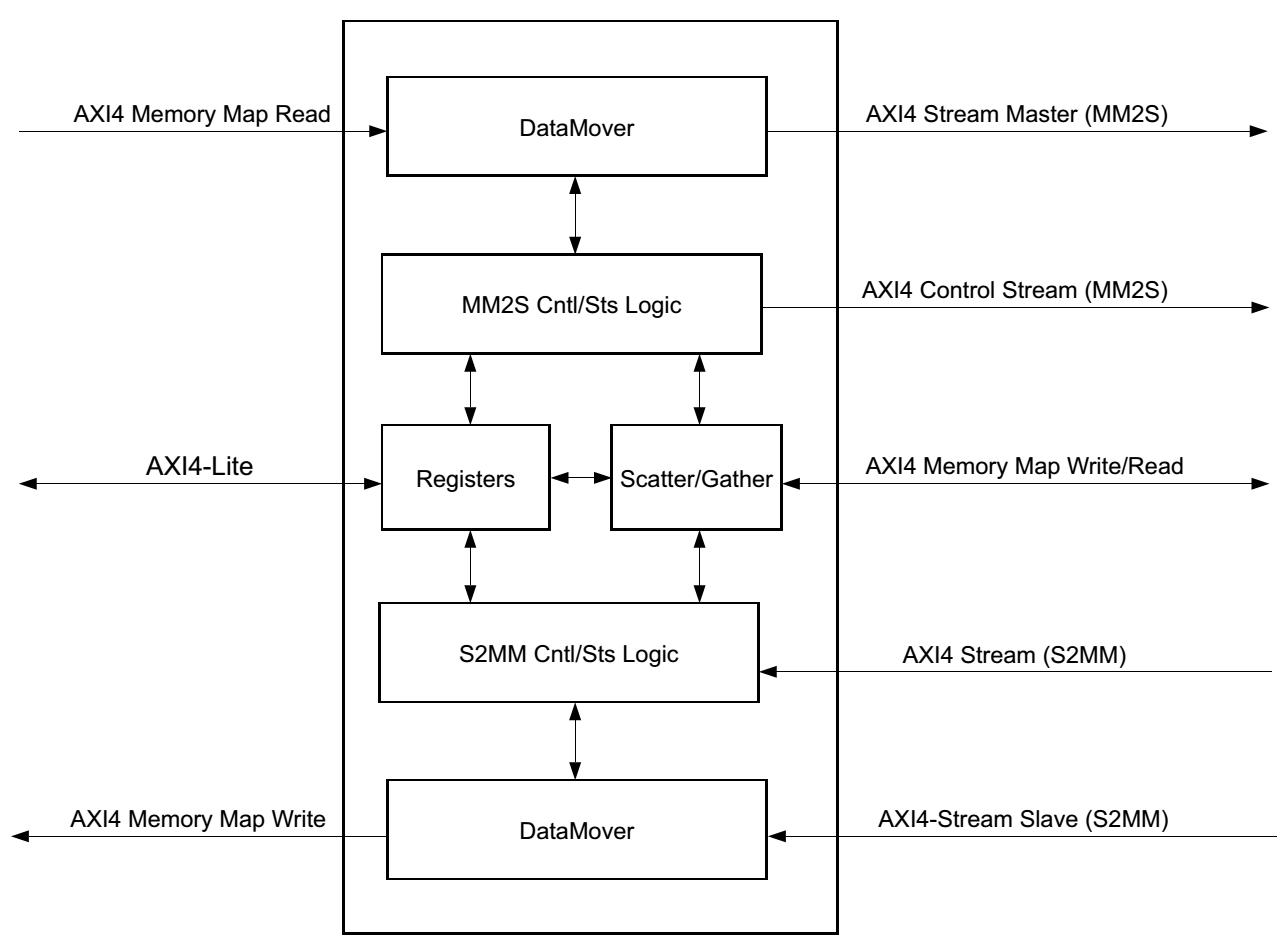 AXI4 Memory Map Read
DataMover
AXI4 Stream Master (MM2S)
MM2S Cntl/Sts Logic
AXI4 Control Stream (MM2S)
AXI4-Lite
Registers
Scatter/Gather
AXI4 Memory Map Write/Read
S2MM Cntl/Sts Logic
AXI4 Stream (S2MM)
AXI4 Memory Map Write
DataMover
AXI4-Stream Slave (S2MM)